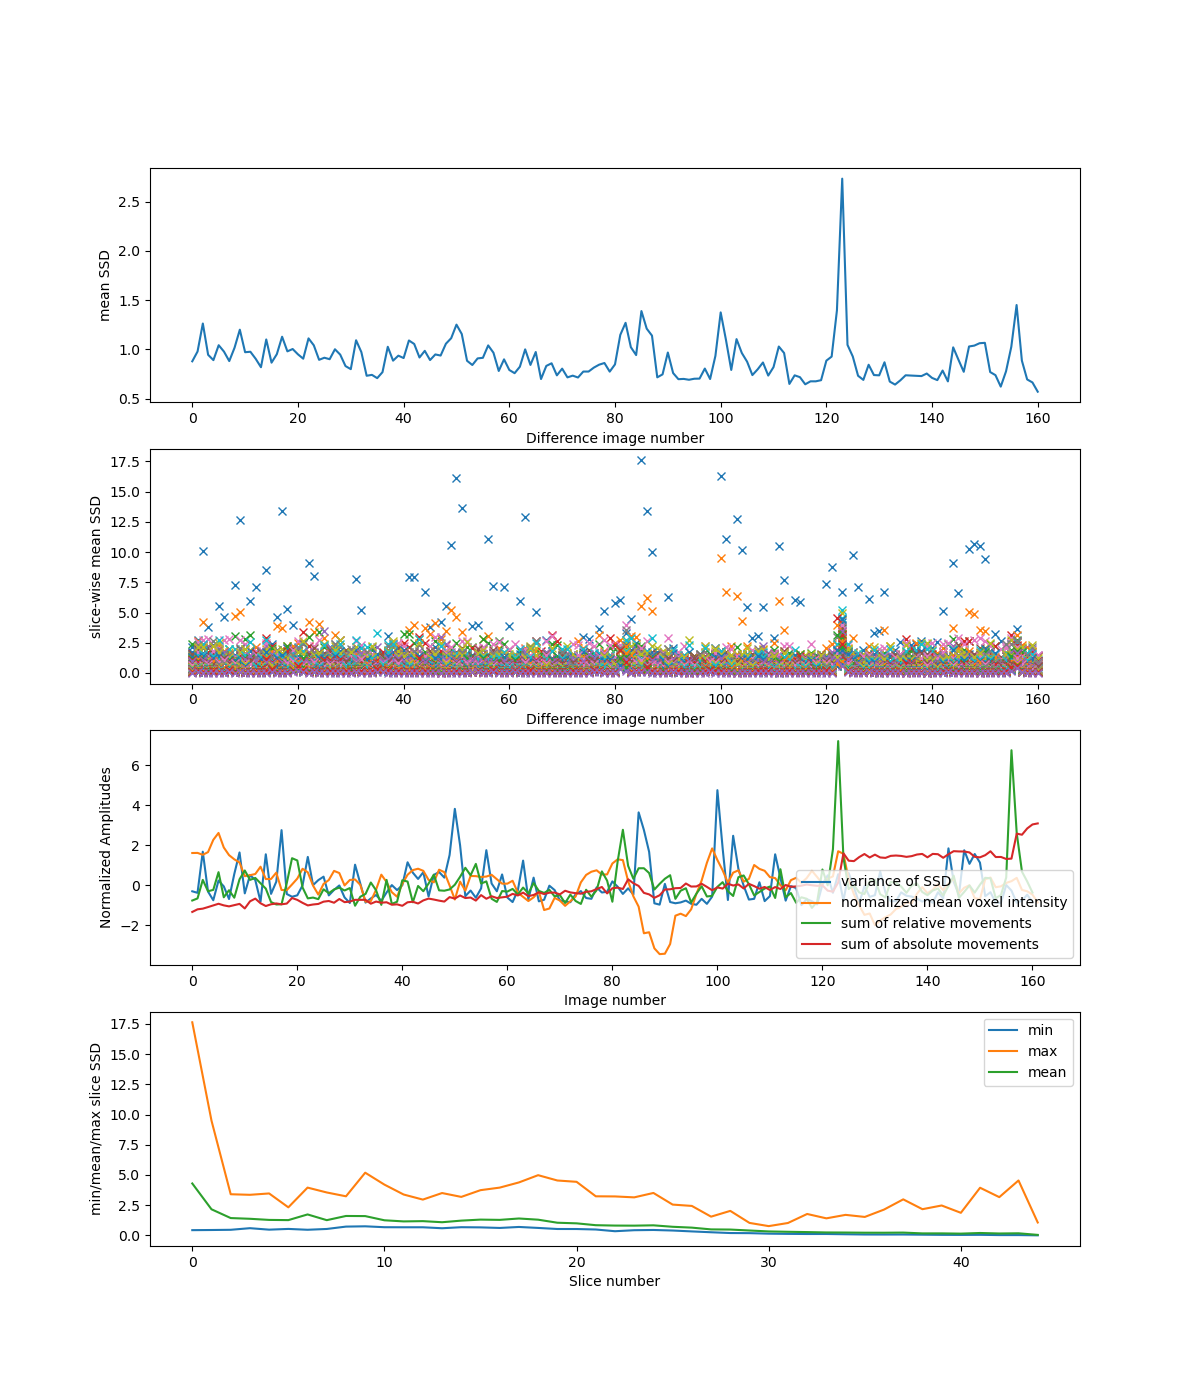 2.5
2.0
1.5
1.0
0.5
mean SSD
0 20 40 60 80 100 120 140 160
Difference image number
17.5
15.0
12.5
10.0
7.5
5.0
2.5
0.0
slice-wise mean SSD
0 20 40 60 80 100 120 140 160
Difference image number
6
4
2
0
−2
Normalized Amplitudes
variance of SSD
normalized mean voxel intensity
sum of relative movements
sum of absolute movements
0 20 40 60 80 100 120 140 160
Image number
17.5
15.0
12.5
10.0
7.5
5.0
2.5
0.0
min/mean/max slice SSD
min
max
mean
0 10 20 30 40
Slice number